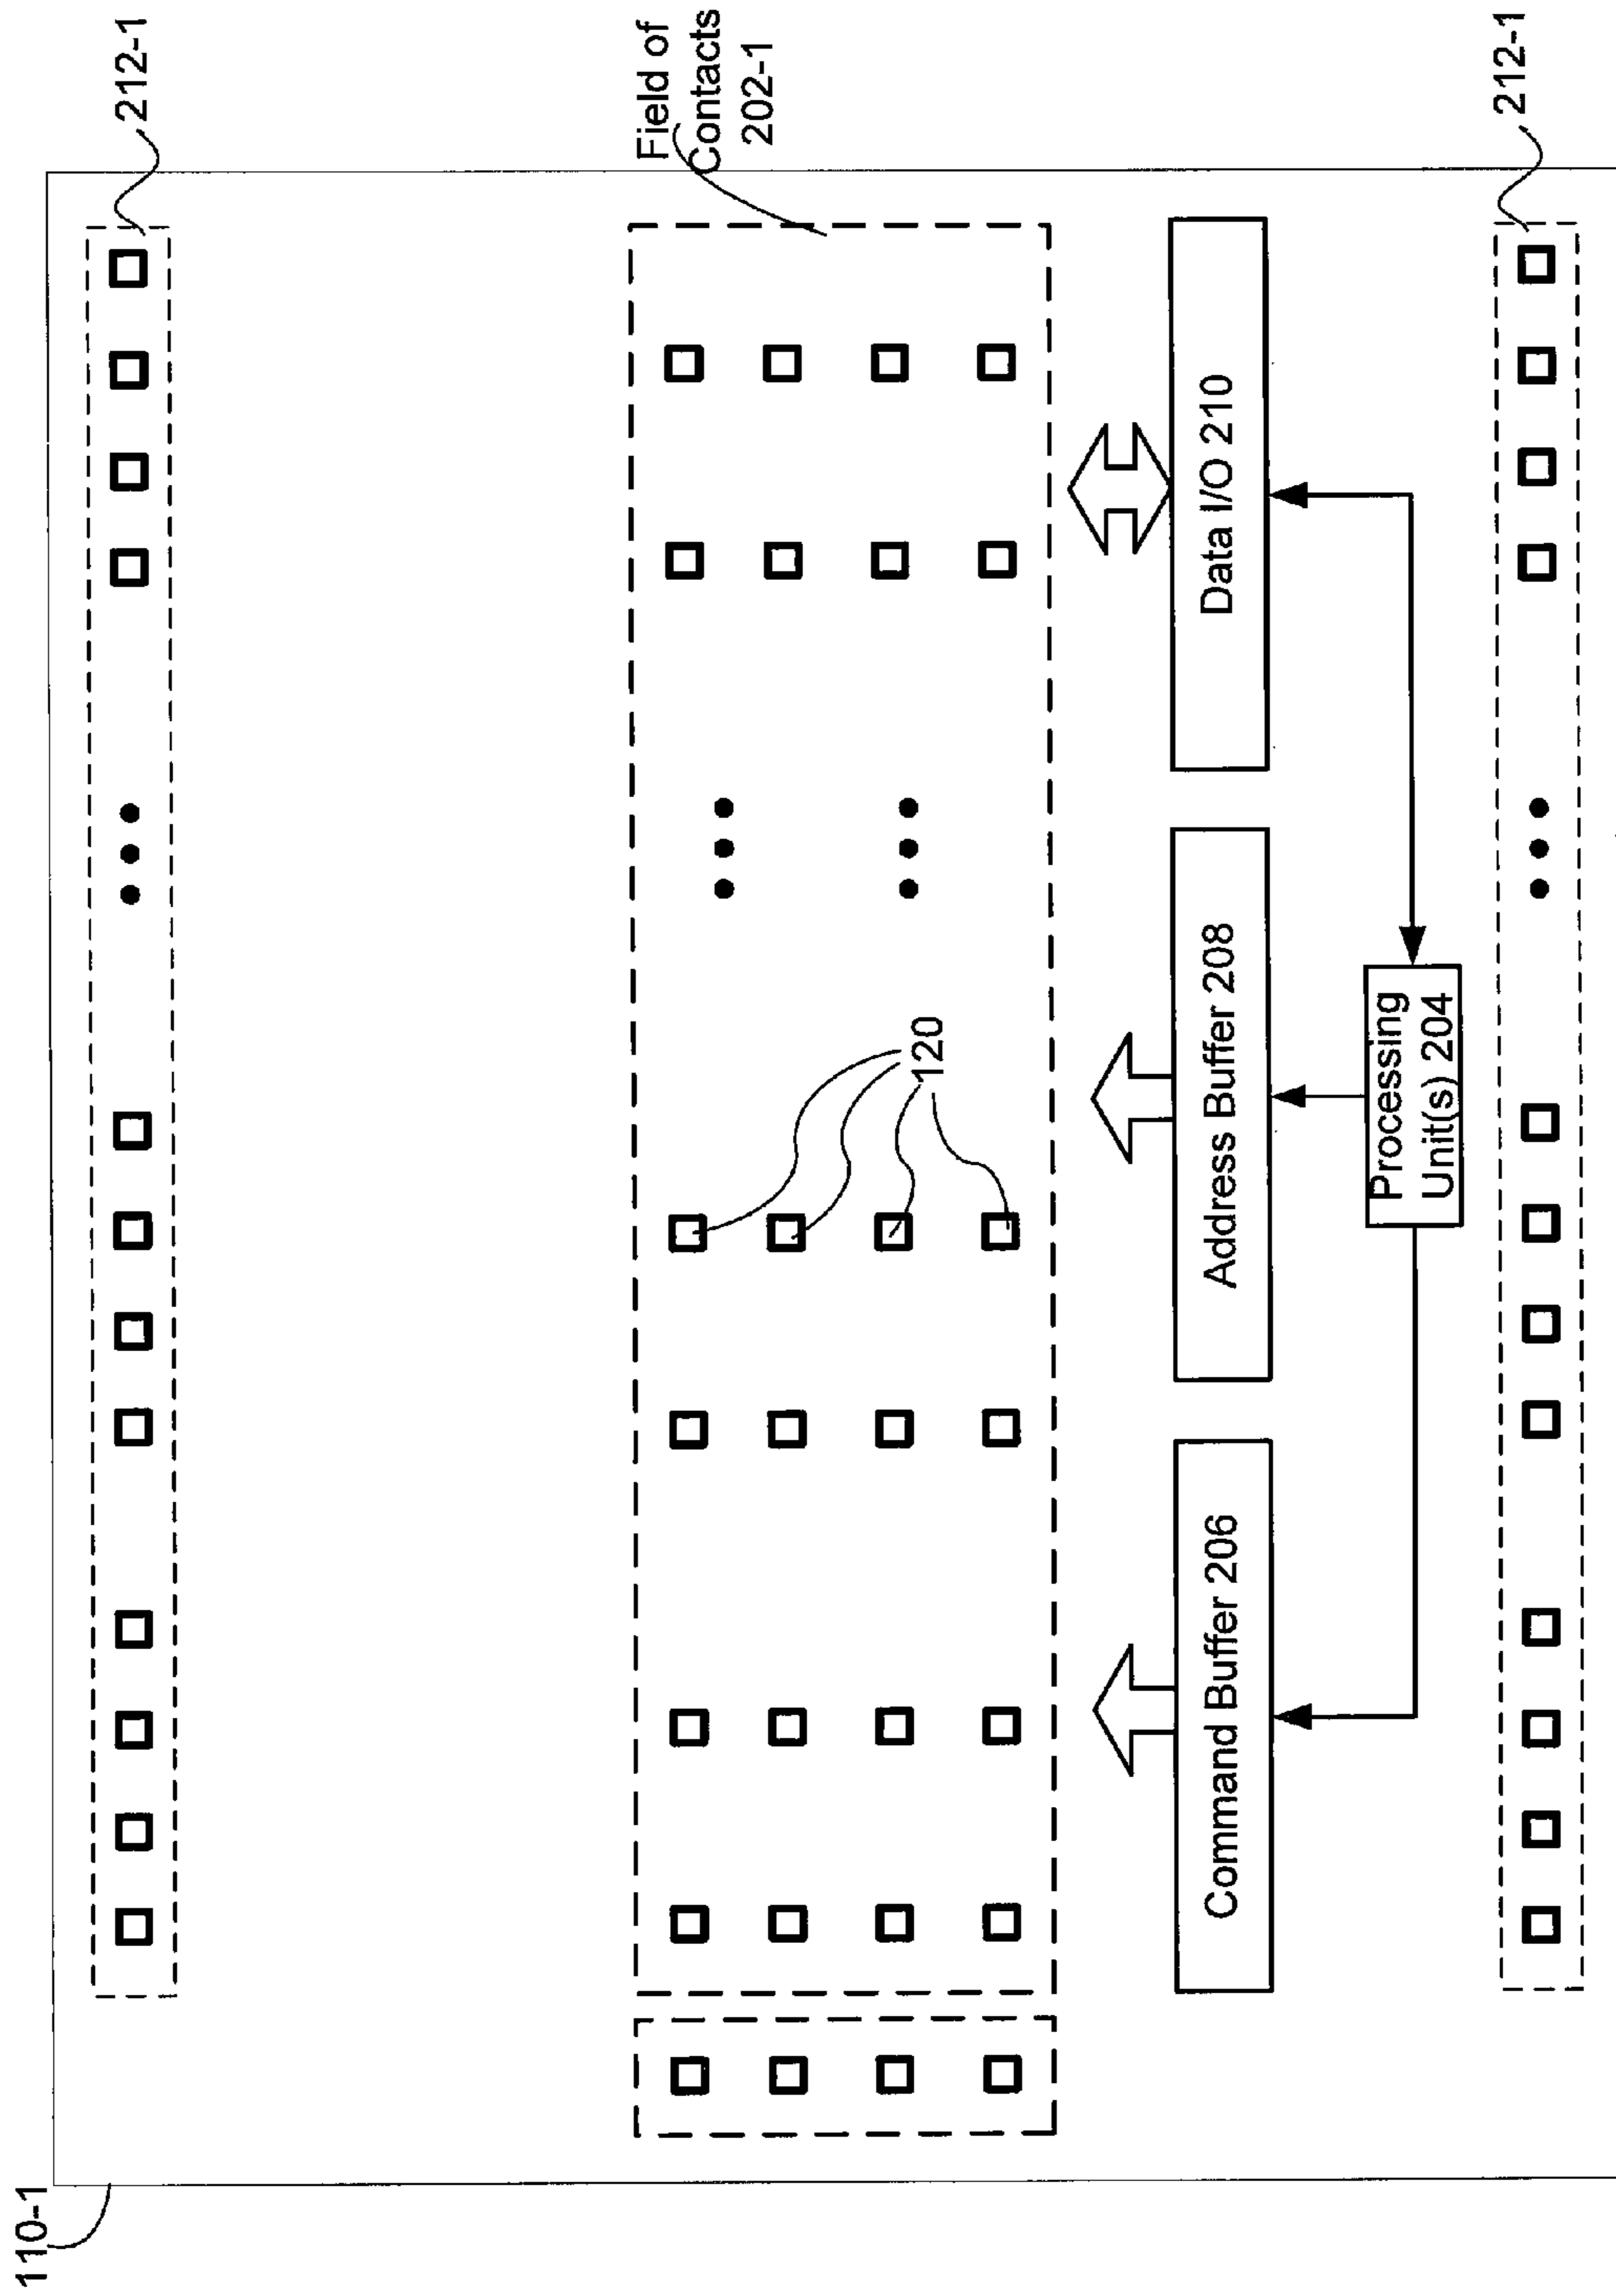 110-1
212-1
Field of
Contacts
202-1
120
Command Buffer 206
Address Buffer 208
Data I/O 210
Processing
Unit(s) 204
212-1